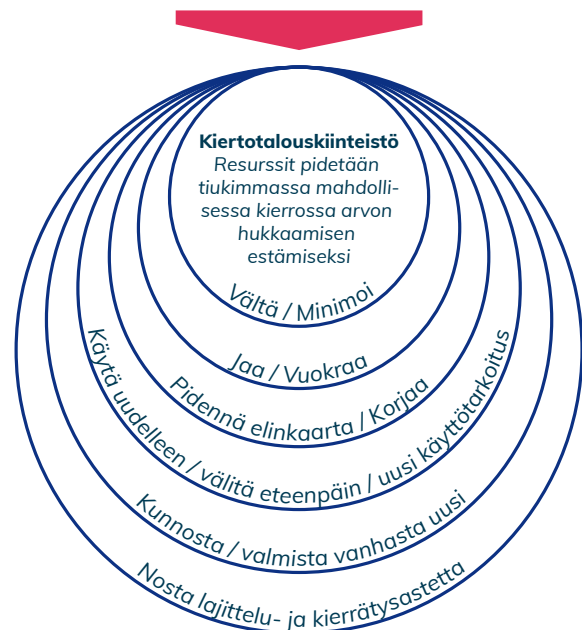 Kiertotalouskiinteistö
Resurssit pidetään
tiukimmassa mahdolli-
sessa kierrossa arvon
hukkaamisen
estämiseksi
Vältä / Minimoi
Jaa / Vuokraa
Pidennä elinkaarta / Korjaa
Käytä uudelleen / välitä eteenpäin / uusi käyttötarkoitus
Kunnosta / valmista vanhasta uusi
Nosta lajittelu- ja kierrätysastetta